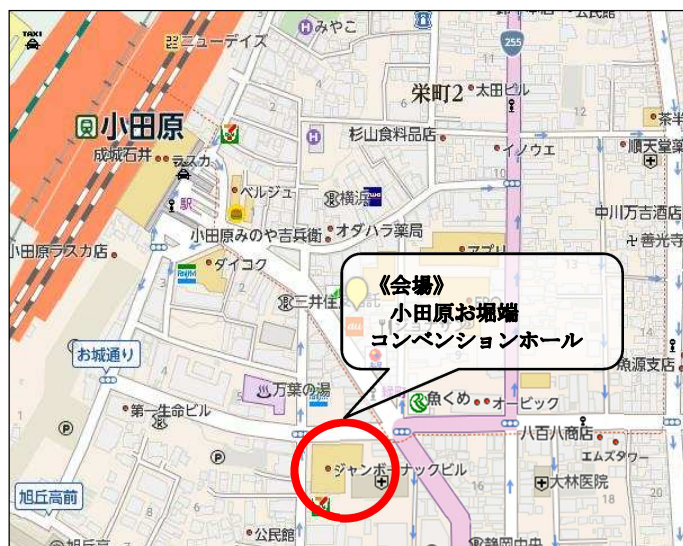 公民館
TAXI
ニューデイズ
みやこ
255
栄町2
太田ビル
小田原
杉山食料品店
茶半
成城石井
ラスカ
イノウエ
順天堂薬
10
ベルジュ
横浜
駅
小田原みのや吉兵衛
オダハラ薬局
中川万吉酒店
小田原ラスカ店
アプリ
善光寺
ダイコク
三井住
《会場》
小田原お堀端
コンベンションホール
13
お城通り
魚源支店
万葉の湯
魚くめ
オービック
第一生命ビル
八百八商店
エムズタワー
ジャンボーナックビル
大林医院
旭丘高前
公民館
静岡中央
旭丘高